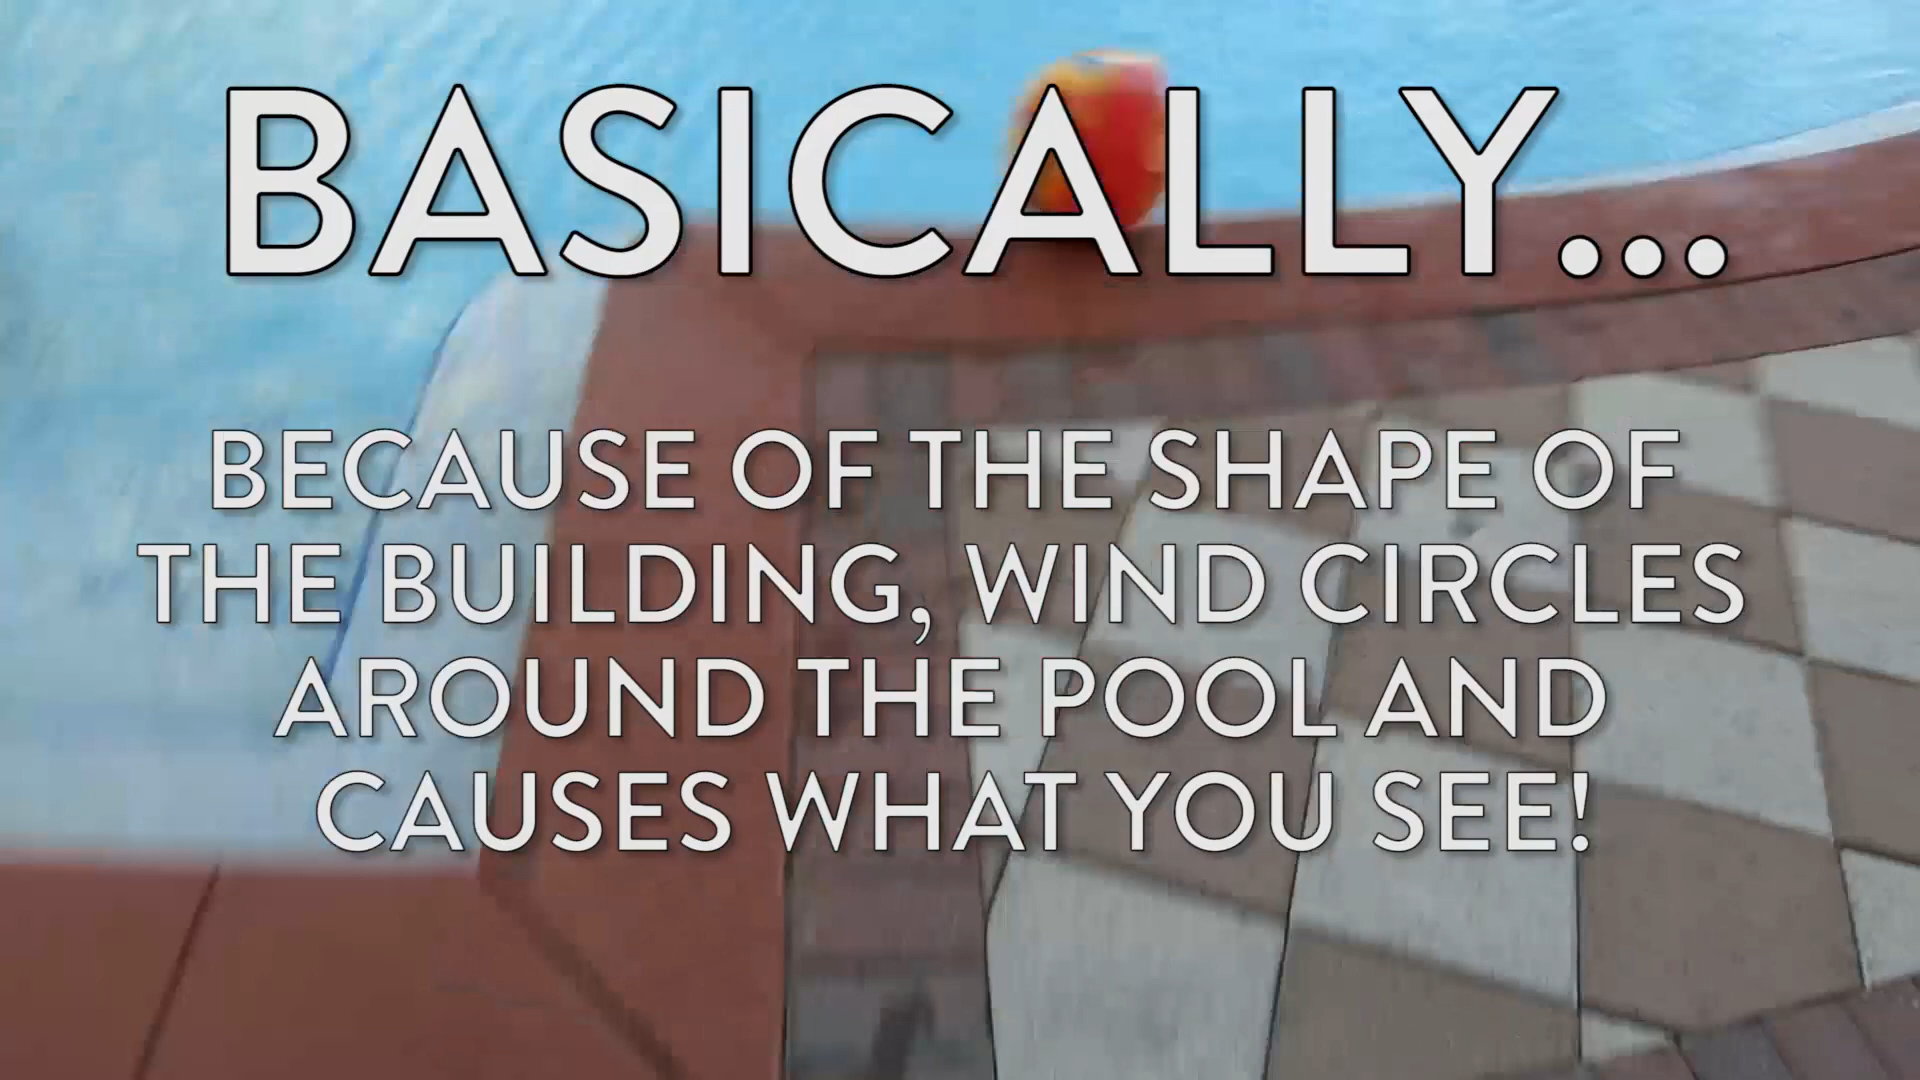 BASICALLY...
BECAUSE OF THE SHAPE OF
THE BUILDING, WIND CIRCLES
AROUND THE POOL AND
CAUSES WHAT YOU SEE!